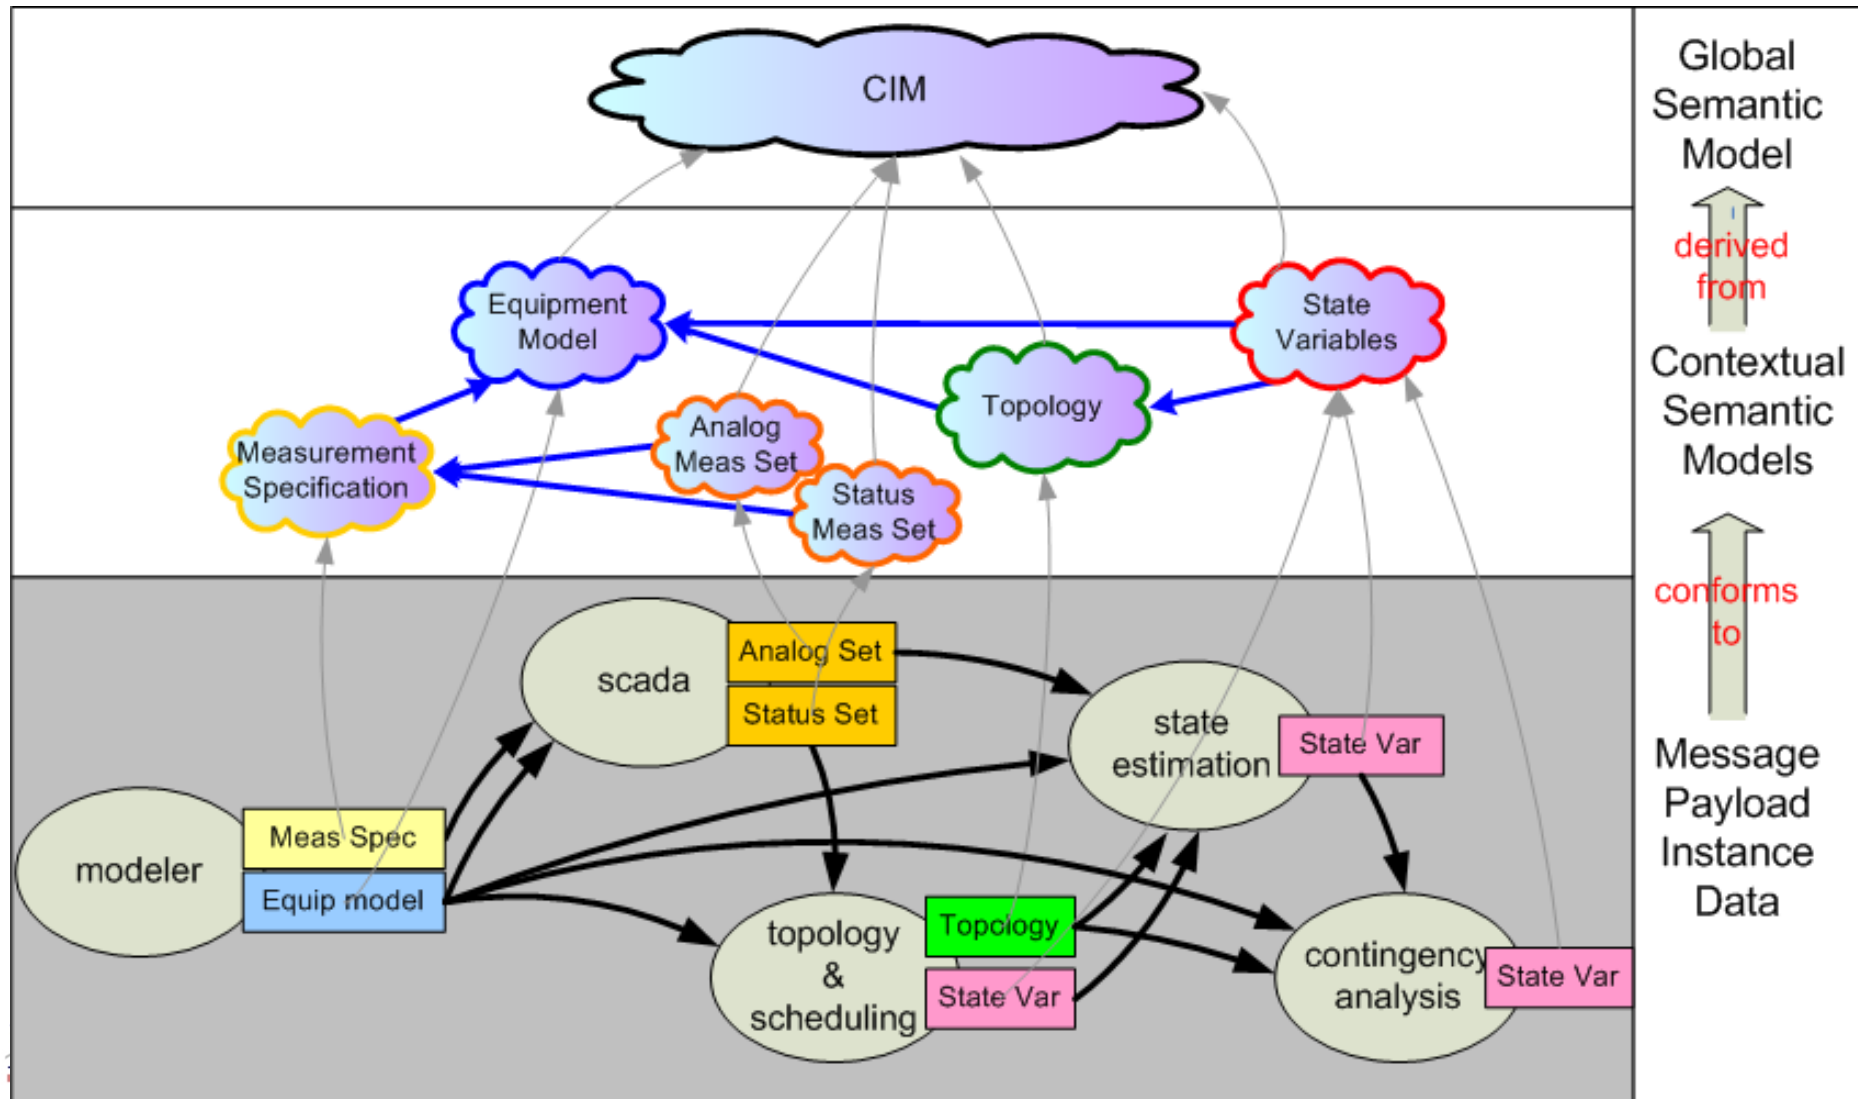 CIM
Global
Semantic
Model
derived
from
Equipment
Model
State
Variables
Topology
Analog
Meas Set
Status
Meas Set
Measurement
Specification
Contextual
Semantic
Models
conforms
to
scada
Analog Set
Status Set
state
estimation
State Var
modeler
Meas Spec
Equip model
topology
&
scheduling
Topology
State Var
contingency
analysis
State Var
Message
Payload
Instance
Data